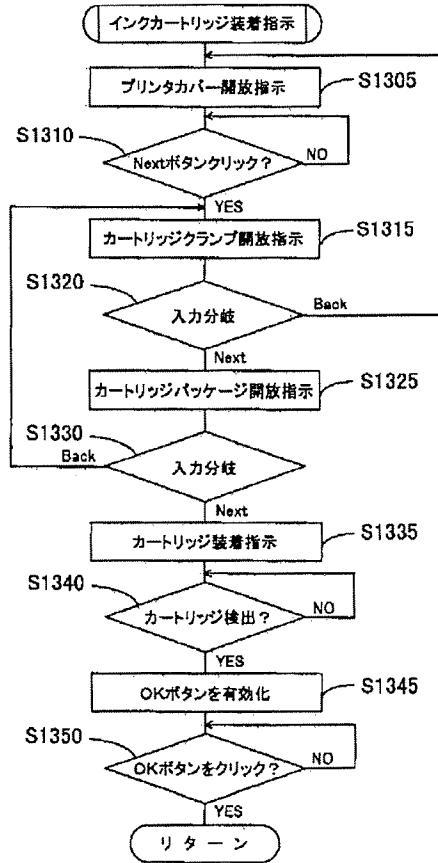 インクカートリッジ装着指示
プリンタカバー開放指示
S1305
S1310
Nextボタンクリック？
NO
YES
カートリッジクランプ開放指示
S1315
S1320
入力分岐
Back
Next
カートリッジパッケージ開放指示
S1325
S1330
Back
入力分岐
Next
カートリッジ装着指示
S1335
S1340
カートリッジ検出？
NO
YES
OKボタンを有効化
S1345
S1350
OKボタンをクリック？
NO
YES
リターン